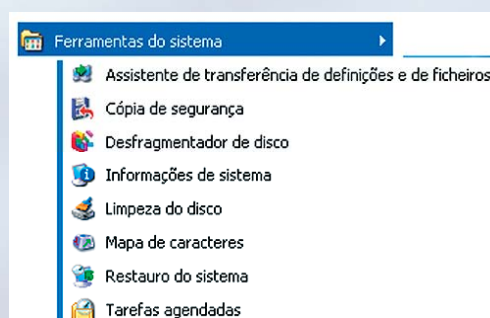 Ferramentas do sistema
Assistente de transferência de definições e de ficheiros
Cópia de segurança
Desfragmentador de disco
Informações de sistema
Limpeza do disco
Mapa de caracteres
Restauro do sistema
Tarefas agendadas